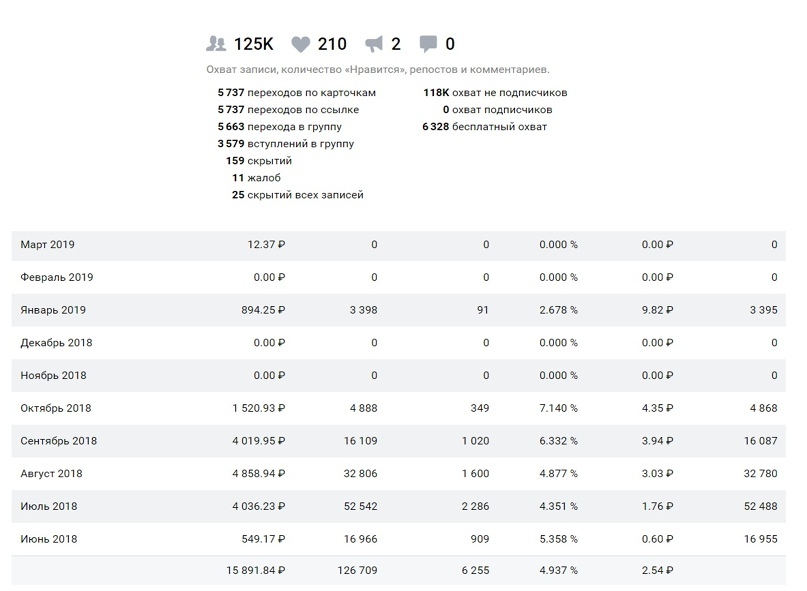 125K 210 2 0
Охват записи, количество «Нравится», репостов и комментариев.
5 737 переходов по карточкам
5 737 переходов по ссылке
5 663 перехода в группу
3 579 вступлений в группу
159 скрытий
11 жалоб
25 скрытий всех записей
118K охват не подписчиков
0 охват подписчиков
6 328 бесплатный охват
Март 2019 12.37 ₽ 0 0 0.000 % 0.00 ₽ 0
Февраль 2019 0.00 ₽ 0 0 0.000 % 0.00 ₽ 0
Январь 2019 894.25 ₽ 3 398 91 2.678 % 9.82 ₽ 3 395
Декабрь 2018 0.00 ₽ 0 0 0.000 % 0.00 ₽ 0
Ноябрь 2018 0.00 ₽ 0 0 0.000 % 0.00 ₽ 0
Октябрь 2018 1 520.93 ₽ 4 888 349 7.140 % 4.35 ₽ 4 868
Сентябрь 2018 4 019.95 ₽ 16 109 1 020 6.332 % 3.94 ₽ 16 087
Август 2018 4 858.94 ₽ 32 806 1 600 4.877 % 3.03 ₽ 32 780
Июль 2018 4 036.23 ₽ 52 542 2 286 4.351 % 1.76 ₽ 52 488
Июнь 2018 549.17 ₽ 16 966 909 5.358 % 0.60 ₽ 16 955
15 891.84 ₽ 126 709 6 255 4.937 % 2.54 ₽